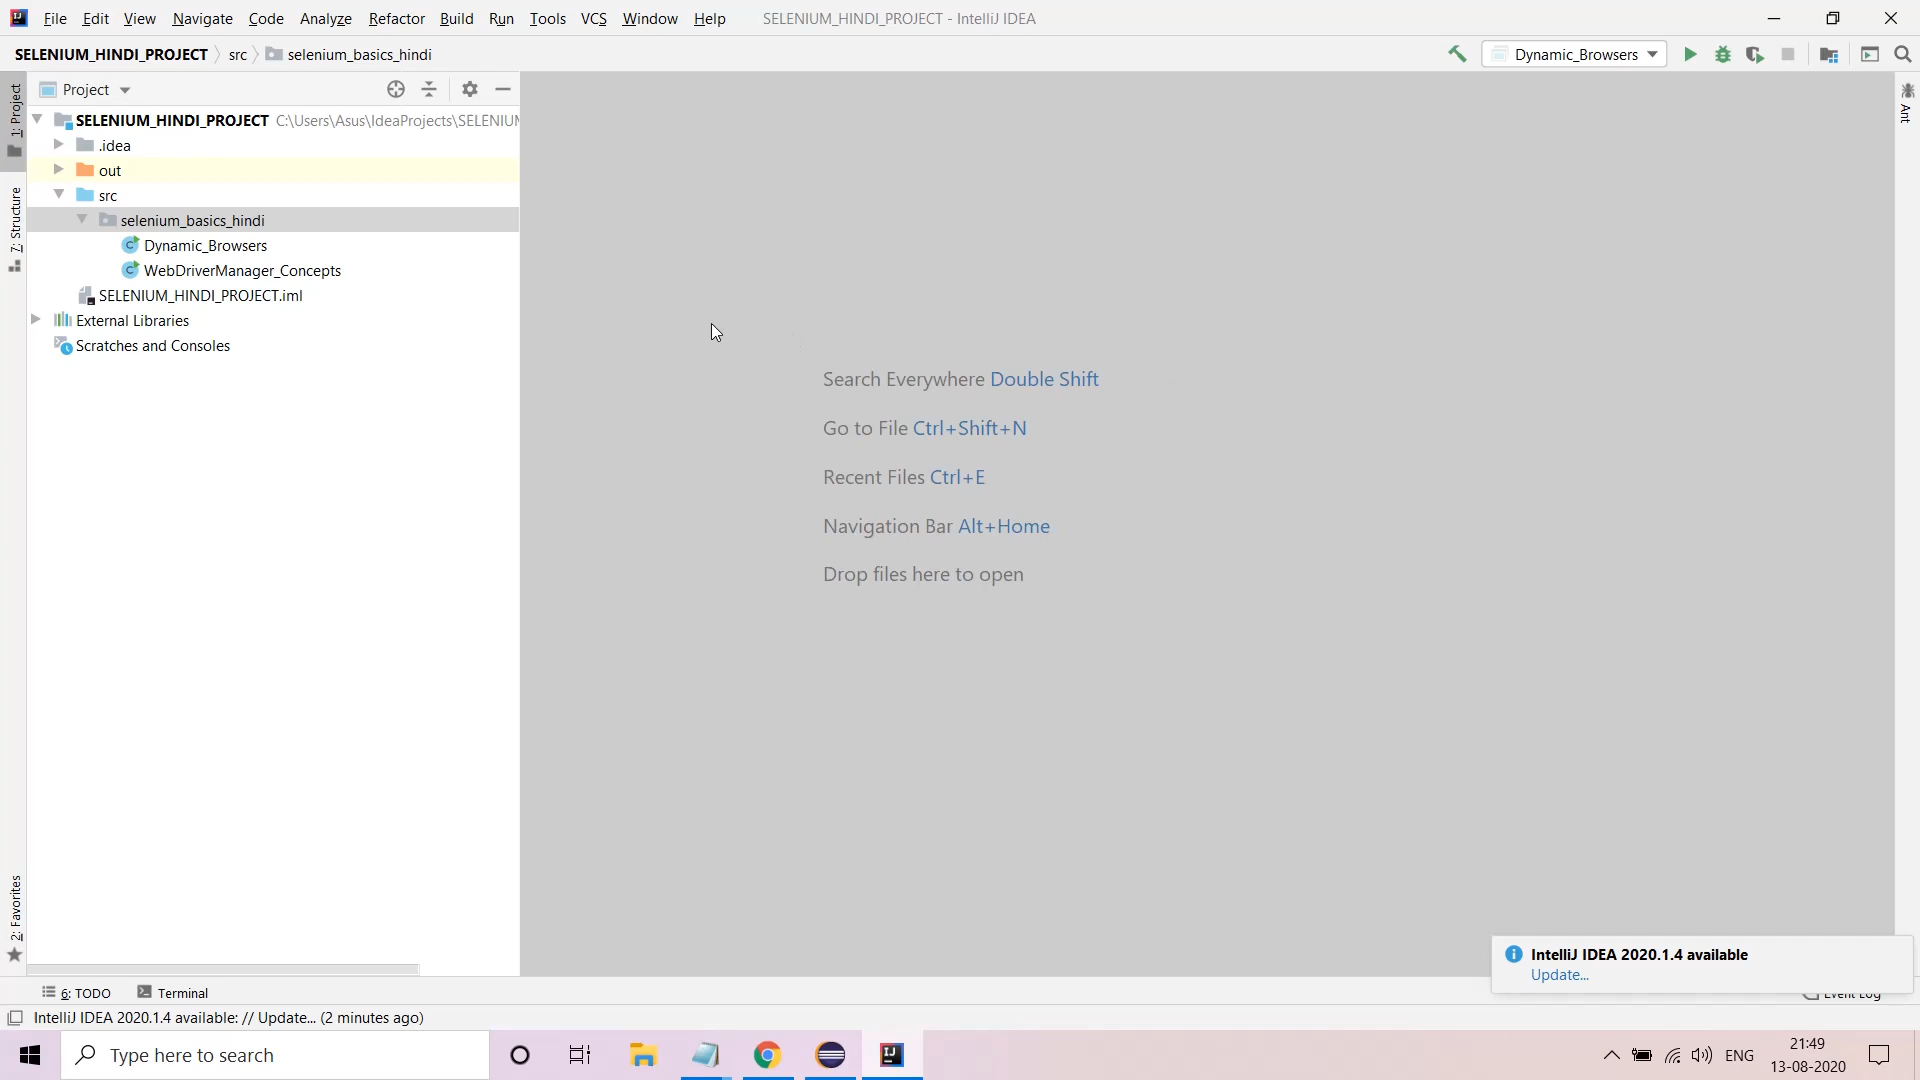 File Edit View Navigate Code Analyze Refactor Build Run Tools VCS Window Help SELENIUM_HINDI_PROJECT - IntelliJ IDEA
SELENIUM_HINDI_PROJECT src selenium_basics_hindi Dynamic_Browsers
1: Project
7: Structure
2: Favorites
Ant
Project
SELENIUM_HINDI_PROJECT C:\Users\Asus\IdeaProjects\SELENIUM
.idea
out
src
selenium_basics_hindi
Dynamic_Browsers
WebDriverManager_Concepts
SELENIUM_HINDI_PROJECT.iml
External Libraries
Scratches and Consoles
Search Everywhere Double Shift
Go to File Ctrl+Shift+N
Recent Files Ctrl+E
Navigation Bar Alt+Home
Drop files here to open
IntelliJ IDEA 2020.1.4 available
Update...
6: TODO Terminal Event Log
IntelliJ IDEA 2020.1.4 available: // Update... (2 minutes ago)
Type here to search
ENG
21:49
13-08-2020